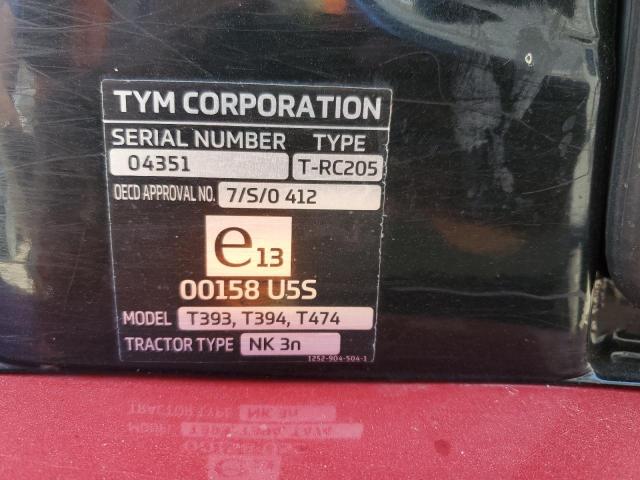 TYM CORPORATION
SERIAL NUMBER TYPE
04351 T-RC205
OECD APPROVAL NO. 7/S/0 412
e13
00158 U5S
MODEL T393, T394, T474
TRACTOR TYPE NK 3n
1252-904-504-1